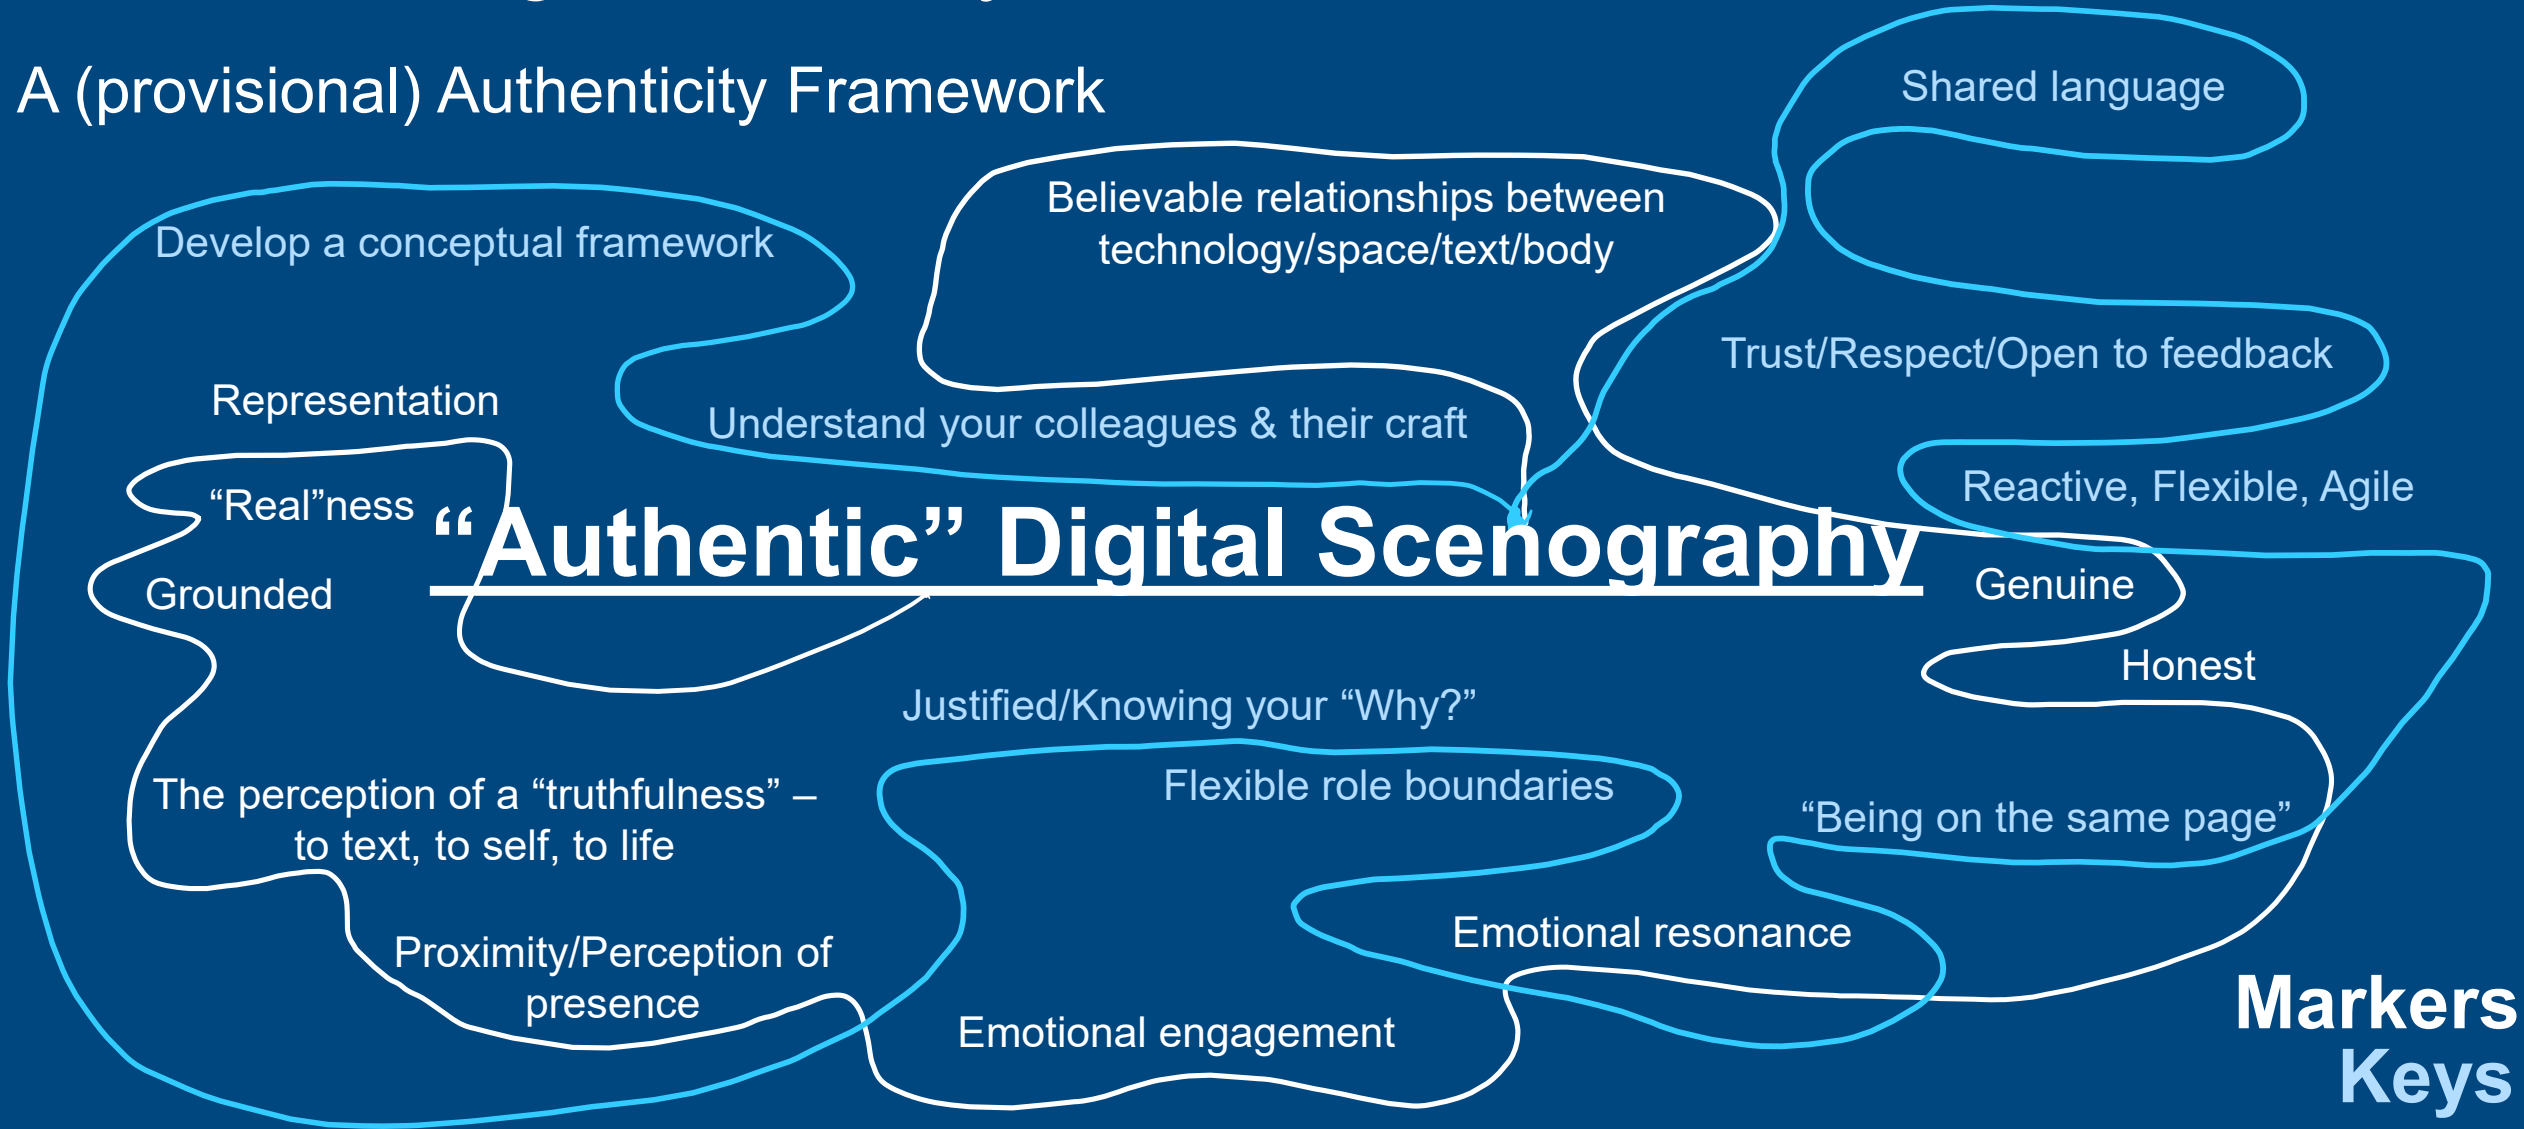 A (provisional) Authenticity Framework
Shared language
Believable relationships between
technology/space/text/body
Develop a conceptual framework
Trust/Respect/Open to feedback
Representation
Understand your colleagues & their craft
Reactive, Flexible, Agile
“Real”ness
“Authentic” Digital Scenography
Grounded
Genuine
Honest
Justified/Knowing your “Why?”
The perception of a “truthfulness” –
to text, to self, to life
Flexible role boundaries
“Being on the same page”
Proximity/Perception of
presence
Emotional resonance
Emotional engagement
Markers
Keys